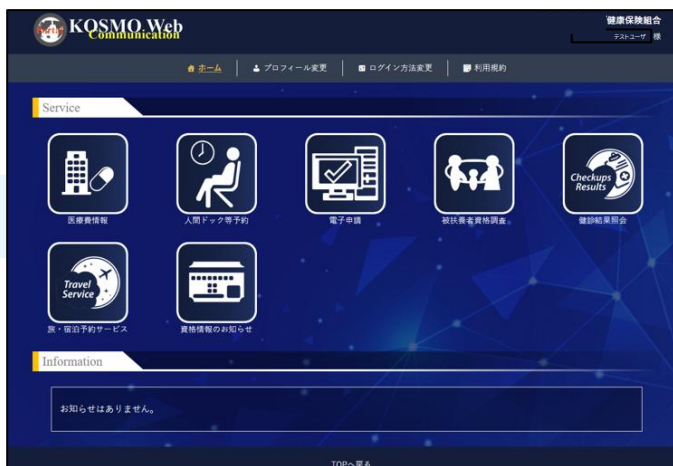 KOSMO Web
Communication
健康保険組合
テストユーザ 様
ホーム
プロフィール変更
ログイン方法変更
利用規約
Service
医療費情報
人間ドック等予約
電子申請
被扶養者資格調査
Checkups
Results
健診結果照会
Travel
Service
旅・宿泊予約サービス
資格情報のお知らせ
Information
お知らせはありません。
TOPへ戻る